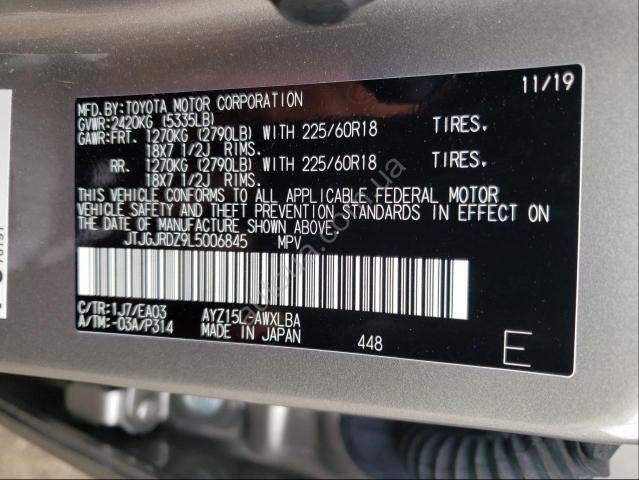 11/19
MFD.BY:TOYOTA MOTOR CORPORATION
GVWR:2420KG (5335LB)
GAWR:FRT. 1270KG (2790LB) WITH 225/60R18 TIRES,
18X7 1/2J RIMS.
RR. 1270KG (2790LB) WITH 225/60R18 TIRES,
18X7 1/2J RIMS.
THIS VEHICLE CONFORMS TO ALL APPLICABLE FEDERAL MOTOR
VEHICLE SAFETY AND THEFT PREVENTION STANDARDS IN EFFECT ON
THE DATE OF MANUFACTURE SHOWN ABOVE.
JTJGJRDZ9L5006845 MPV
C/TR:1J7/EA03 AYZ15L-AWXLBA
A/TM:-03A/P314 MADE IN JAPAN 448 E